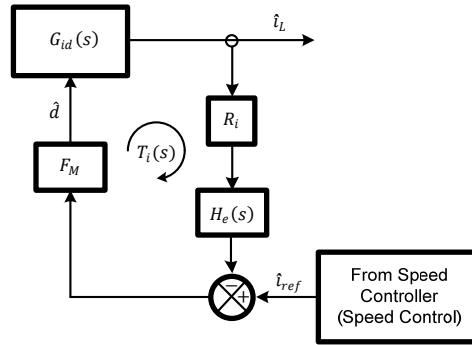 G_id(s)
î_L
d̂
R_i
T_i(s)
F_M
H_e(s)
−
+
î_ref
From Speed
Controller
(Speed Control)